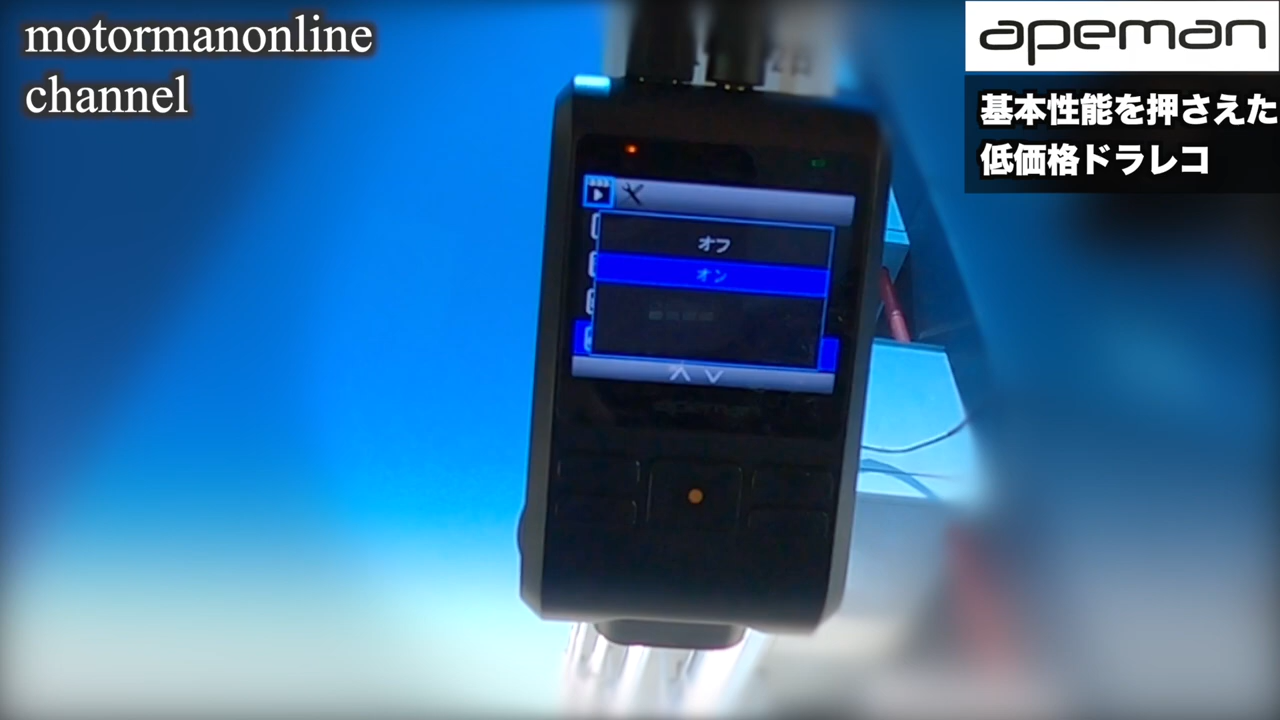 motormanonline
channel
apeman
基本性能を押さえた
低価格ドラレコ
オフ
オン